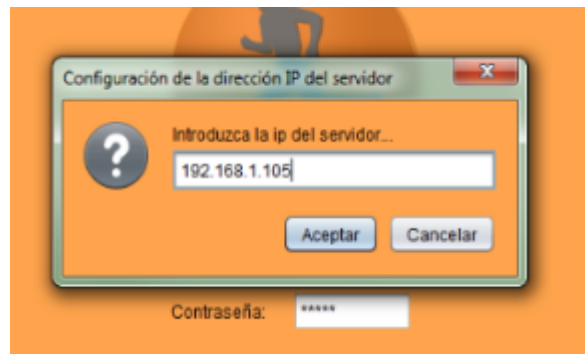 Configuración de la dirección IP del servidor
Introduzca la ip del servidor...
192.168.1.105
Aceptar Cancelar
Contraseña: *****